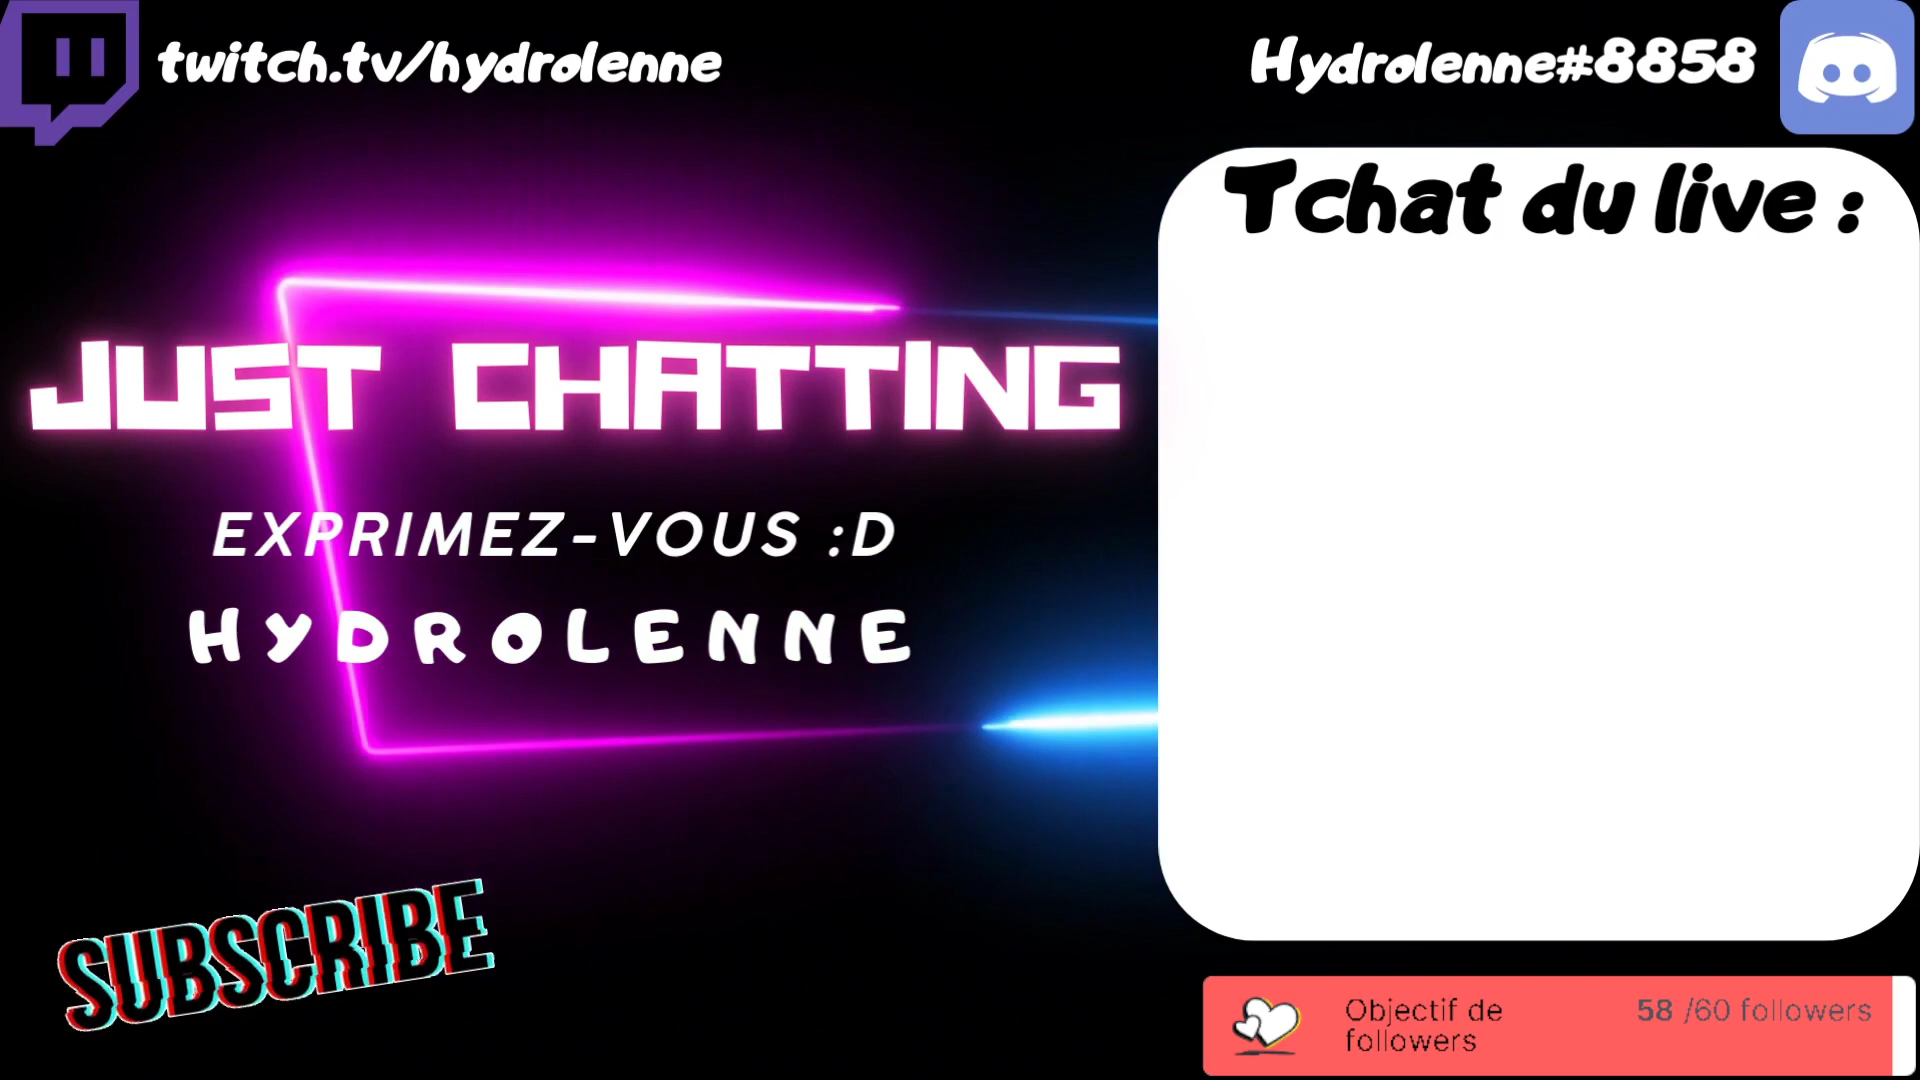 twitch.tv/hydrolenne
Hydrolenne#8858
Tchat du live :
JUST CHATTING
EXPRIMEZ-VOUS :D
HYDROLENNE
SUBSCRIBE
Objectif de
followers
58 /60 followers